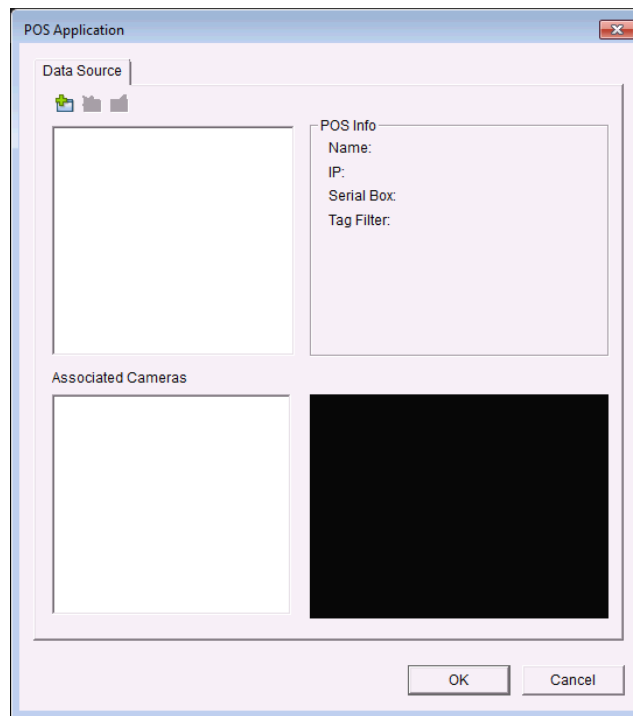 POS Application
Data Source
POS Info
Name:
IP:
Serial Box:
Tag Filter:
Associated Cameras
OK
Cancel